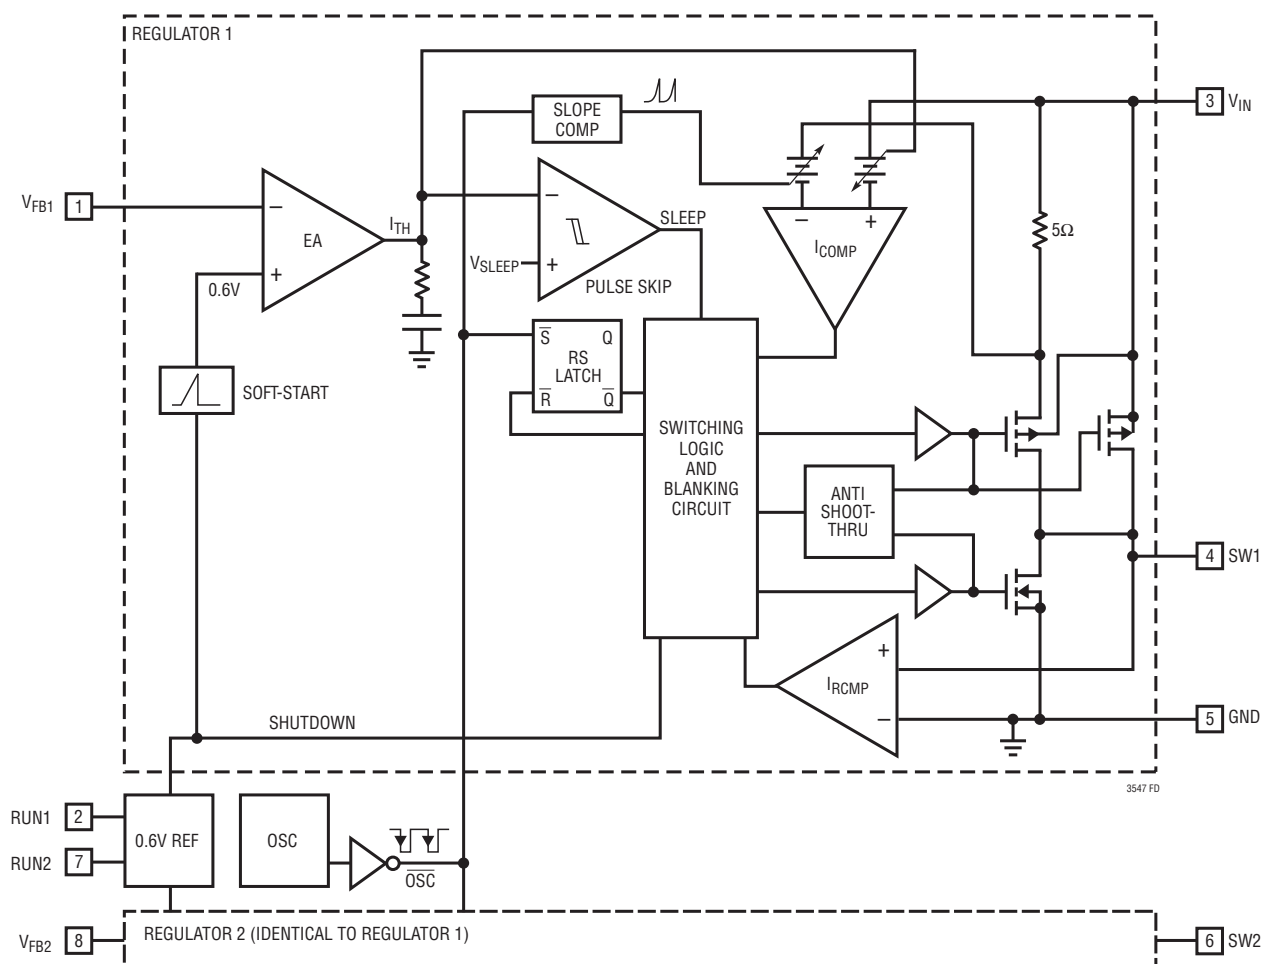 REGULATOR 1
SLOPE
COMP
3 VIN
VFB1 1
−
EA
+
0.6V
ITH
−
VSLEEP +
SLEEP
PULSE SKIP
− +
ICOMP
5Ω
S̅ Q
RS
LATCH
R̅ Q̅
SOFT-START
SWITCHING
LOGIC
AND
BLANKING
CIRCUIT
ANTI
SHOOT-
THRU
4 SW1
+
IRCMP
−
5 GND
SHUTDOWN
3547 FD
RUN1 2
RUN2 7
0.6V REF
OSC
O̅S̅C̅
VFB2 8
REGULATOR 2 (IDENTICAL TO REGULATOR 1)
6 SW2